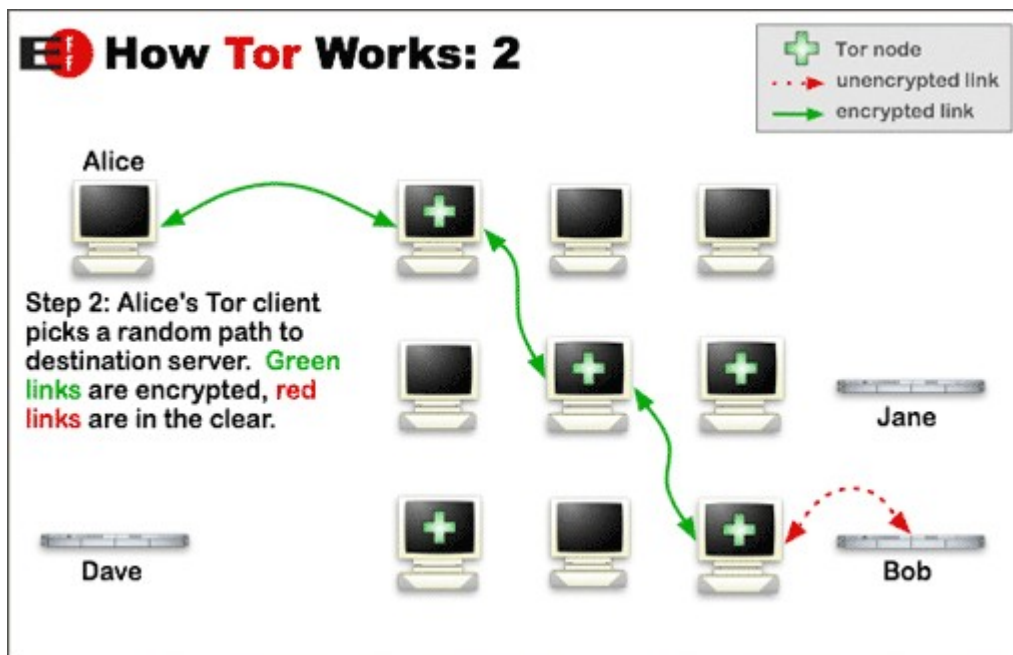 EFF How Tor Works: 2
Tor node
unencrypted link
encrypted link
Alice
Step 2: Alice's Tor client
picks a random path to
destination server. Green
links are encrypted, red
links are in the clear.
Jane
Dave
Bob